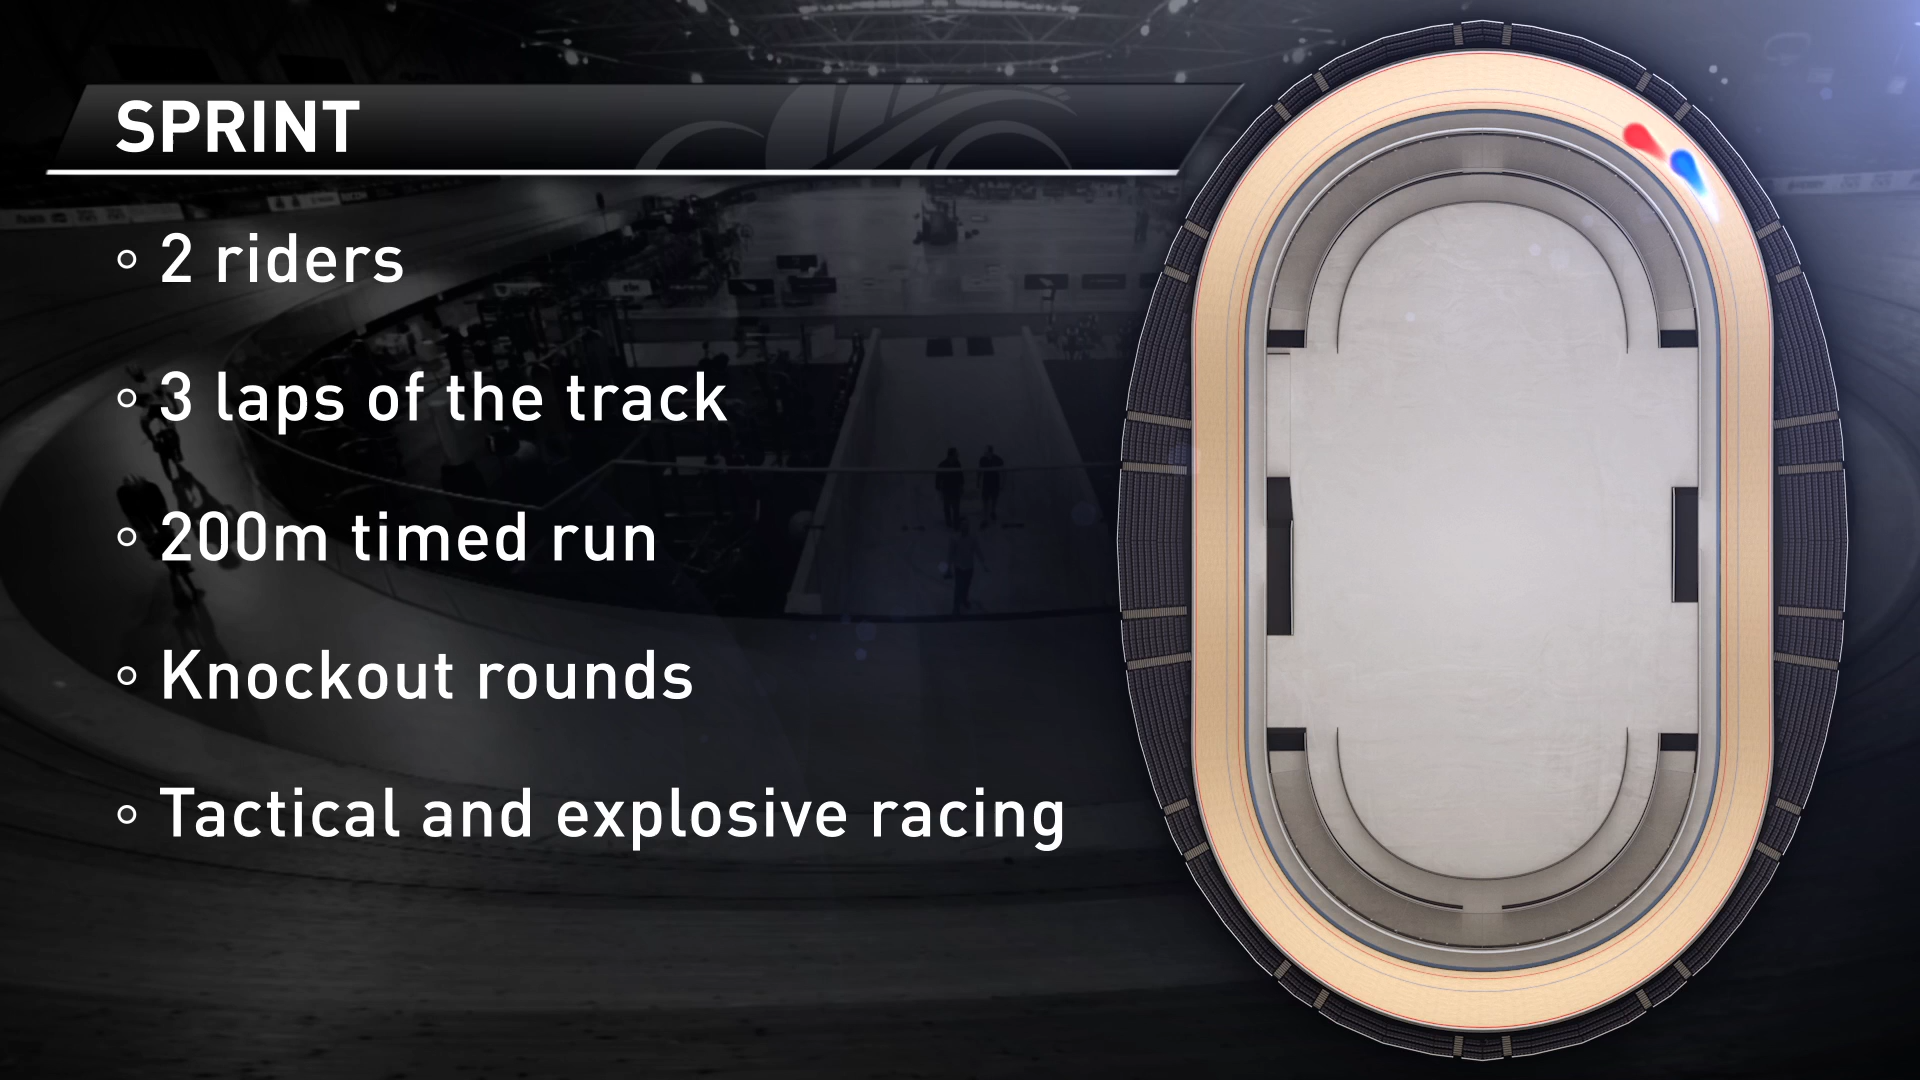 SPRINT
2 riders
3 laps of the track
200m timed run
Knockout rounds
Tactical and explosive racing